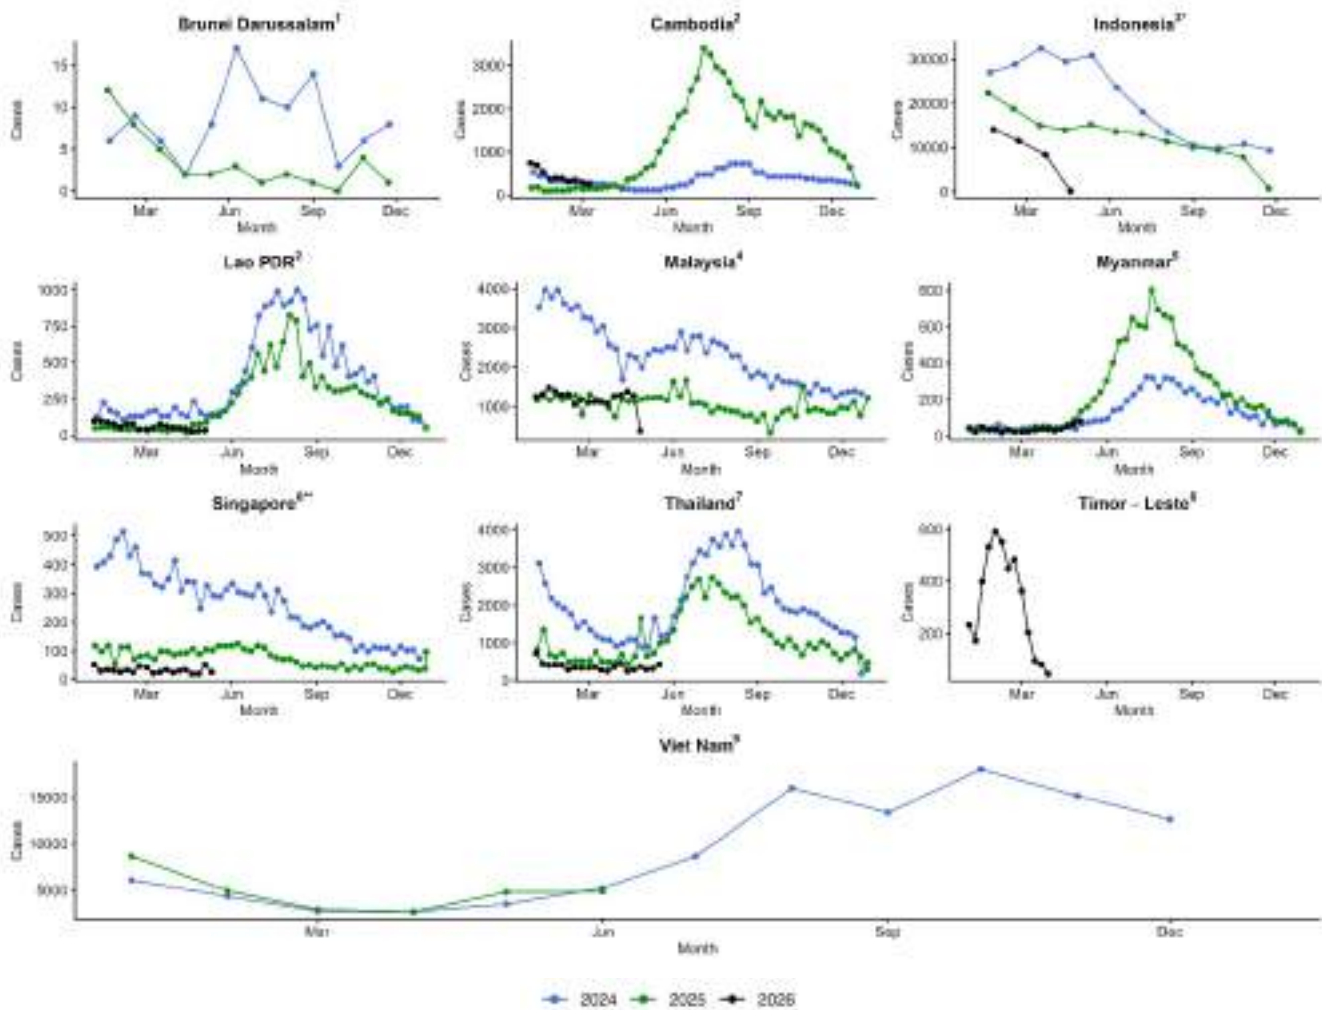 Brunei Darussalam¹
Cases
15
10
5
0
Mar Jun Sep Dec
Month
Cambodia²
Cases
3000
2000
1000
0
Mar Jun Sep Dec
Month
Indonesia³*
Cases
30000
20000
10000
0
Mar Jun Sep Dec
Month
Lao PDR²
Cases
1000
750
500
250
0
Mar Jun Sep Dec
Month
Malaysia⁴
Cases
4000
3000
2000
1000
Mar Jun Sep Dec
Month
Myanmar⁵
Cases
800
600
400
200
0
Mar Jun Sep Dec
Month
Singapore⁶**
Cases
500
400
300
200
100
0
Mar Jun Sep Dec
Month
Thailand⁷
Cases
4000
3000
2000
1000
0
Mar Jun Sep Dec
Month
Timor – Leste⁸
Cases
600
400
200
Mar Jun Sep Dec
Month
Viet Nam⁹
Cases
15000
10000
5000
Mar Jun Sep Dec
Month
2024 2025 2026